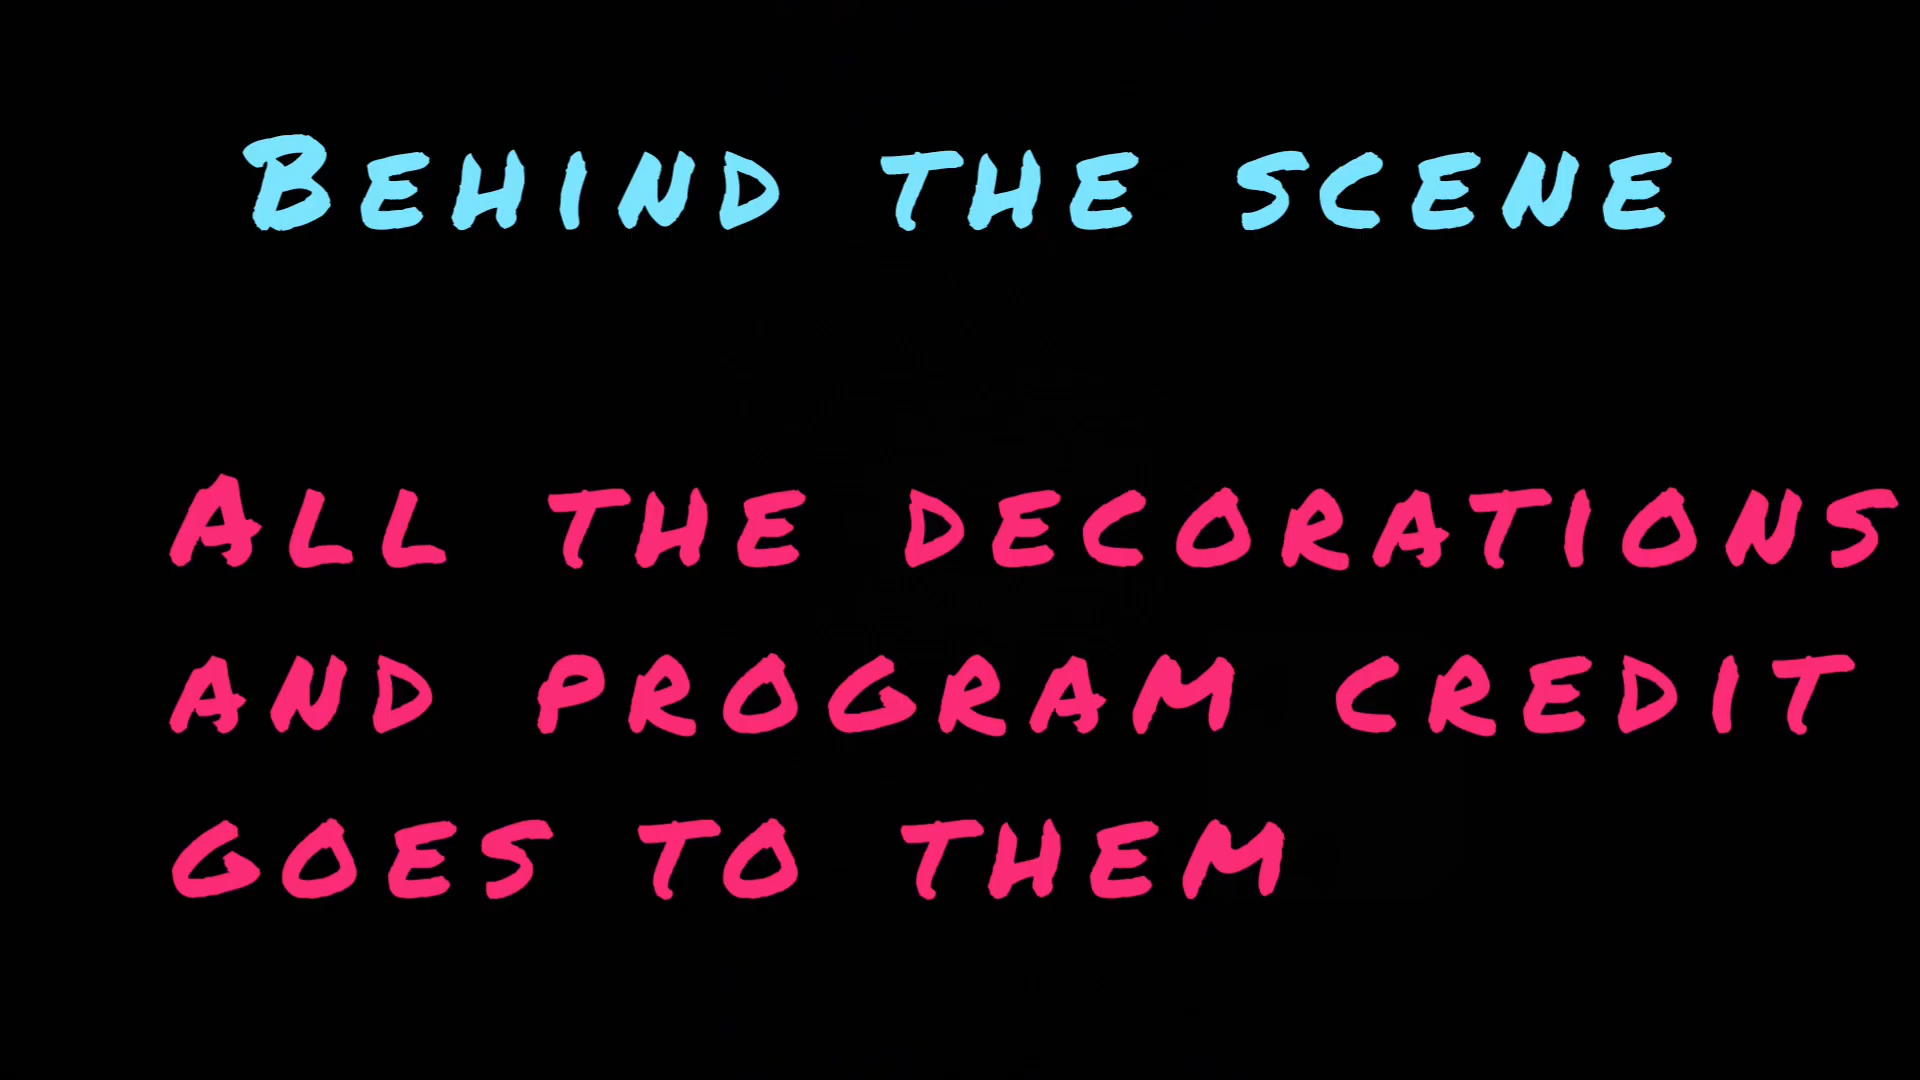 Behind the scene
All the decorations
and program credit
goes to them